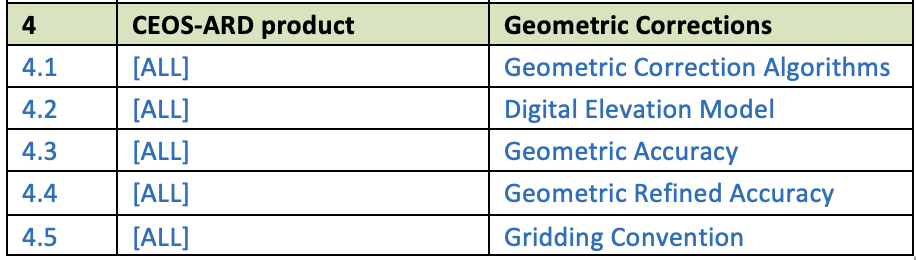 4 CEOS-ARD product Geometric Corrections
4.1 [ALL] Geometric Correction Algorithms
4.2 [ALL] Digital Elevation Model
4.3 [ALL] Geometric Accuracy
4.4 [ALL] Geometric Refined Accuracy
4.5 [ALL] Gridding Convention